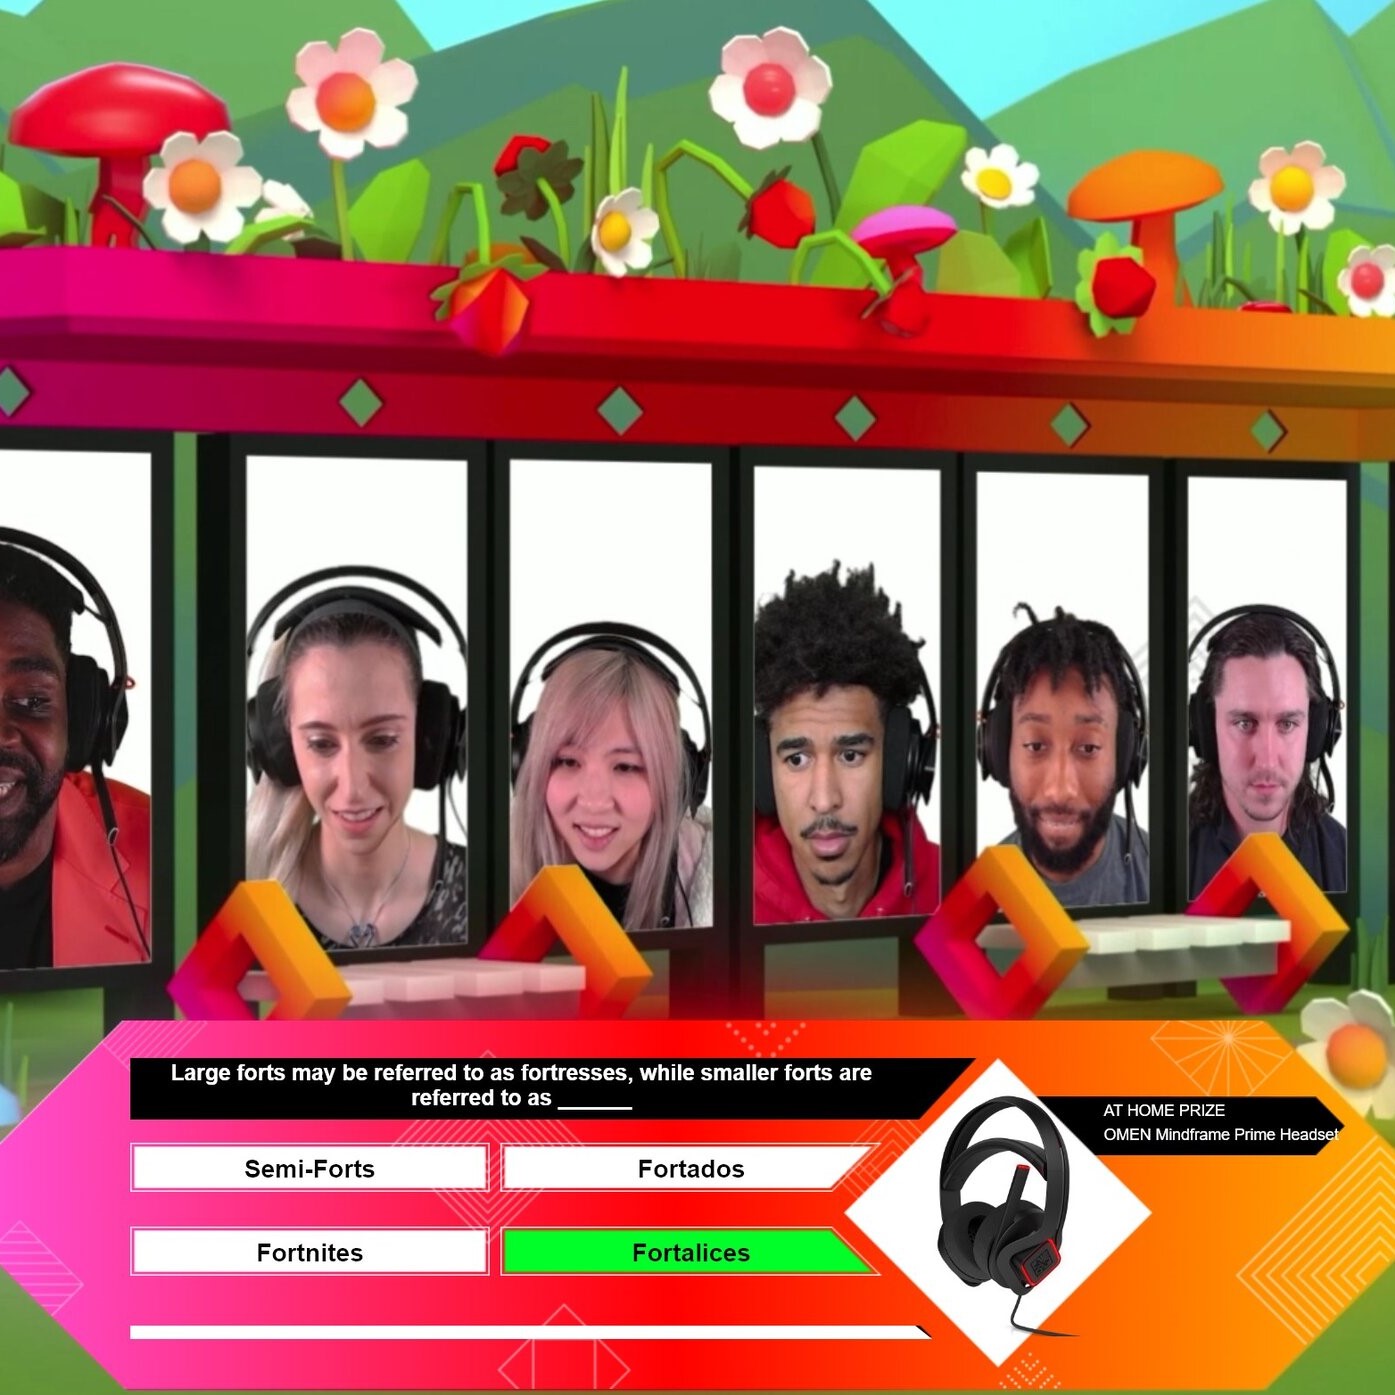 Large forts may be referred to as fortresses, while smaller forts are
referred to as ______
Semi-Forts
Fortados
Fortnites
Fortalices
AT HOME PRIZE
OMEN Mindframe Prime Headset